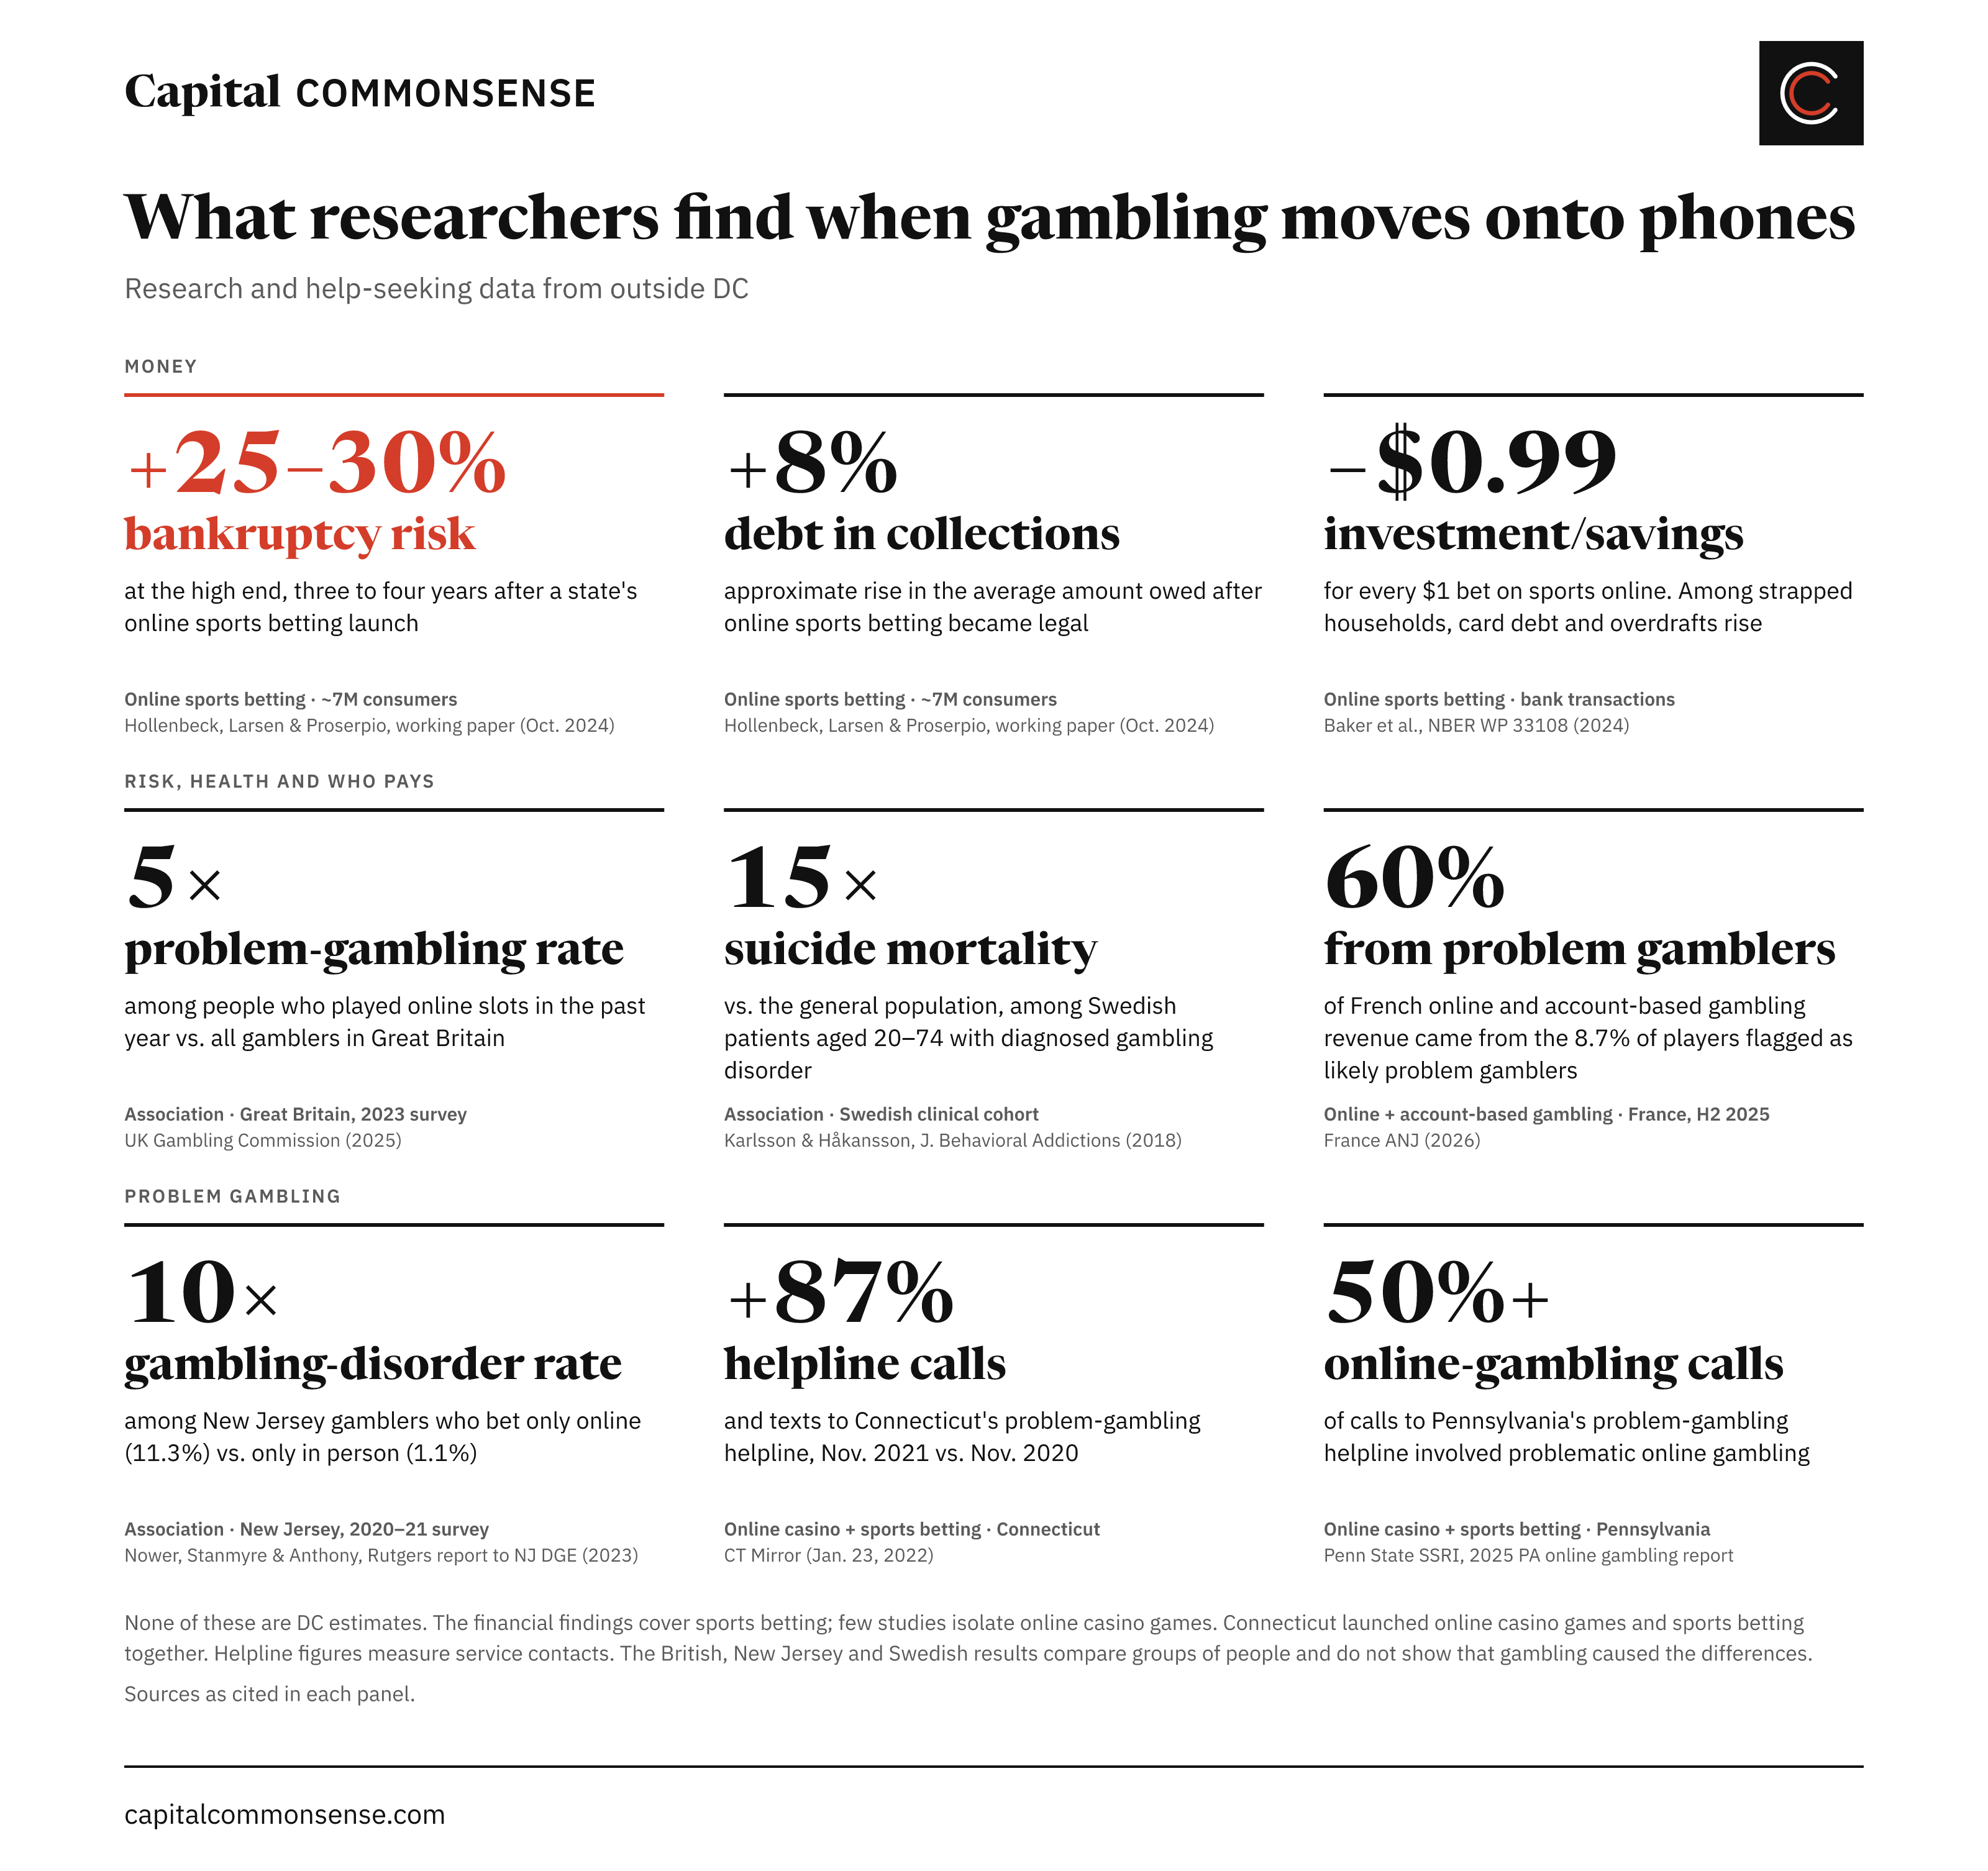 Capital COMMONSENSE
What researchers find when gambling moves onto phones
Research and help-seeking data from outside DC
MONEY
+25–30%
bankruptcy risk
at the high end, three to four years after a state's
online sports betting launch
Online sports betting · ~7M consumers
Hollenbeck, Larsen & Proserpio, working paper (Oct. 2024)
+8%
debt in collections
approximate rise in the average amount owed after
online sports betting became legal
Online sports betting · ~7M consumers
Hollenbeck, Larsen & Proserpio, working paper (Oct. 2024)
–$0.99
investment/savings
for every $1 bet on sports online. Among strapped
households, card debt and overdrafts rise
Online sports betting · bank transactions
Baker et al., NBER WP 33108 (2024)
RISK, HEALTH AND WHO PAYS
5×
problem-gambling rate
among people who played online slots in the past
year vs. all gamblers in Great Britain
Association · Great Britain, 2023 survey
UK Gambling Commission (2025)
15×
suicide mortality
vs. the general population, among Swedish
patients aged 20–74 with diagnosed gambling
disorder
Association · Swedish clinical cohort
Karlsson & Håkansson, J. Behavioral Addictions (2018)
60%
from problem gamblers
of French online and account-based gambling
revenue came from the 8.7% of players flagged as
likely problem gamblers
Online + account-based gambling · France, H2 2025
France ANJ (2026)
PROBLEM GAMBLING
10×
gambling-disorder rate
among New Jersey gamblers who bet only online
(11.3%) vs. only in person (1.1%)
Association · New Jersey, 2020–21 survey
Nower, Stanmyre & Anthony, Rutgers report to NJ DGE (2023)
+87%
helpline calls
and texts to Connecticut's problem-gambling
helpline, Nov. 2021 vs. Nov. 2020
Online casino + sports betting · Connecticut
CT Mirror (Jan. 23, 2022)
50%+
online-gambling calls
of calls to Pennsylvania's problem-gambling
helpline involved problematic online gambling
Online casino + sports betting · Pennsylvania
Penn State SSRI, 2025 PA online gambling report
None of these are DC estimates. The financial findings cover sports betting; few studies isolate online casino games. Connecticut launched online casino games and sports betting
together. Helpline figures measure service contacts. The British, New Jersey and Swedish results compare groups of people and do not show that gambling caused the differences.
Sources as cited in each panel.
capitalcommonsense.com